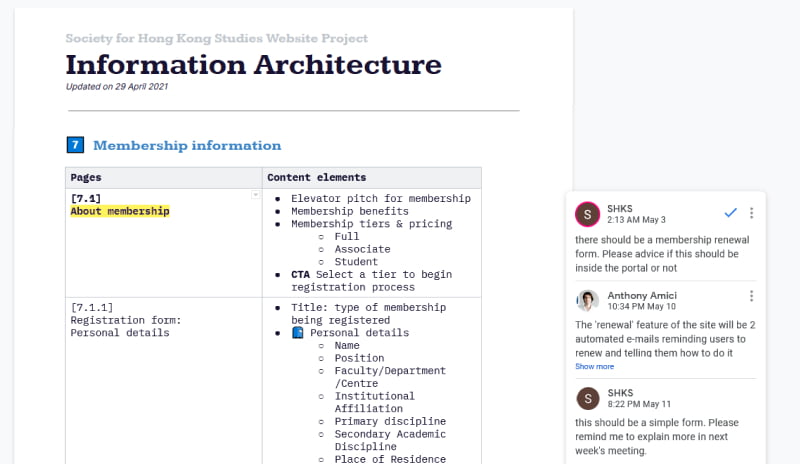 Society for Hong Kong Studies Website Project
Information Architecture
Updated on 29 April 2021
7 Membership information
Pages
Content elements
[7.1]
About membership
Elevator pitch for membership
Membership benefits
Membership tiers & pricing
Full
Associate
Student
CTA Select a tier to begin
registration process
[7.1.1]
Registration form:
Personal details
Title: type of membership
being registered
Personal details
Name
Position
Faculty/Department
/Centre
Institutional
Affiliation
Primary discipline
Secondary Academic
Discipline
Place of Residence
S
SHKS
2:13 AM May 3
there should be a membership renewal
form. Please advice if this should be
inside the portal or not
Anthony Amici
10:34 PM May 10
The 'renewal' feature of the site will be 2
automated e-mails reminding users to
renew and telling them how to do it
Show more
S
SHKS
8:22 PM May 11
this should be a simple form. Please
remind me to explain more in next
week's meeting.